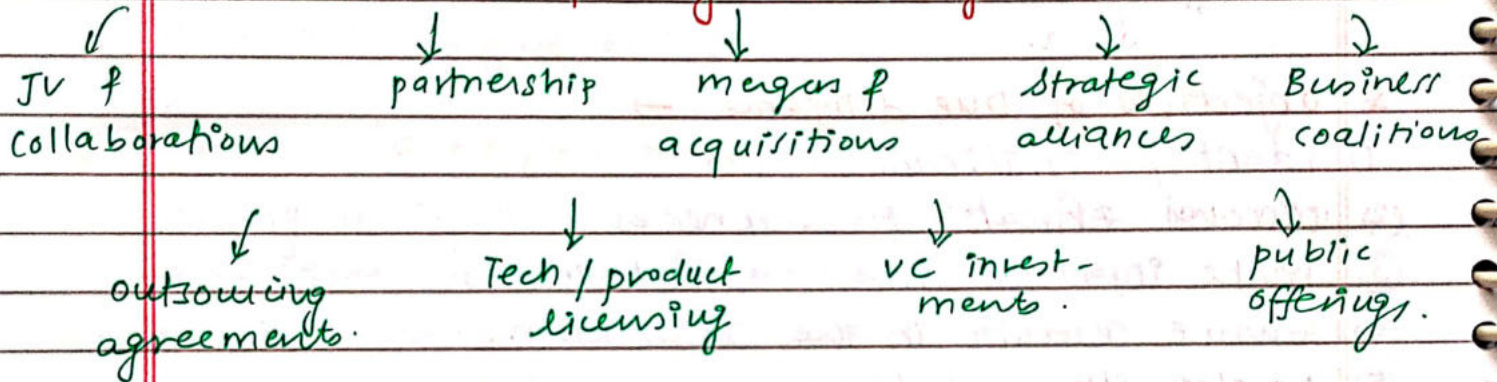 JV & partnership mergers & Strategic Business
collaborations acquisitions alliances coalitions
outsourcing Tech / product VC invest- public
agreements. licensing ments. offerings.